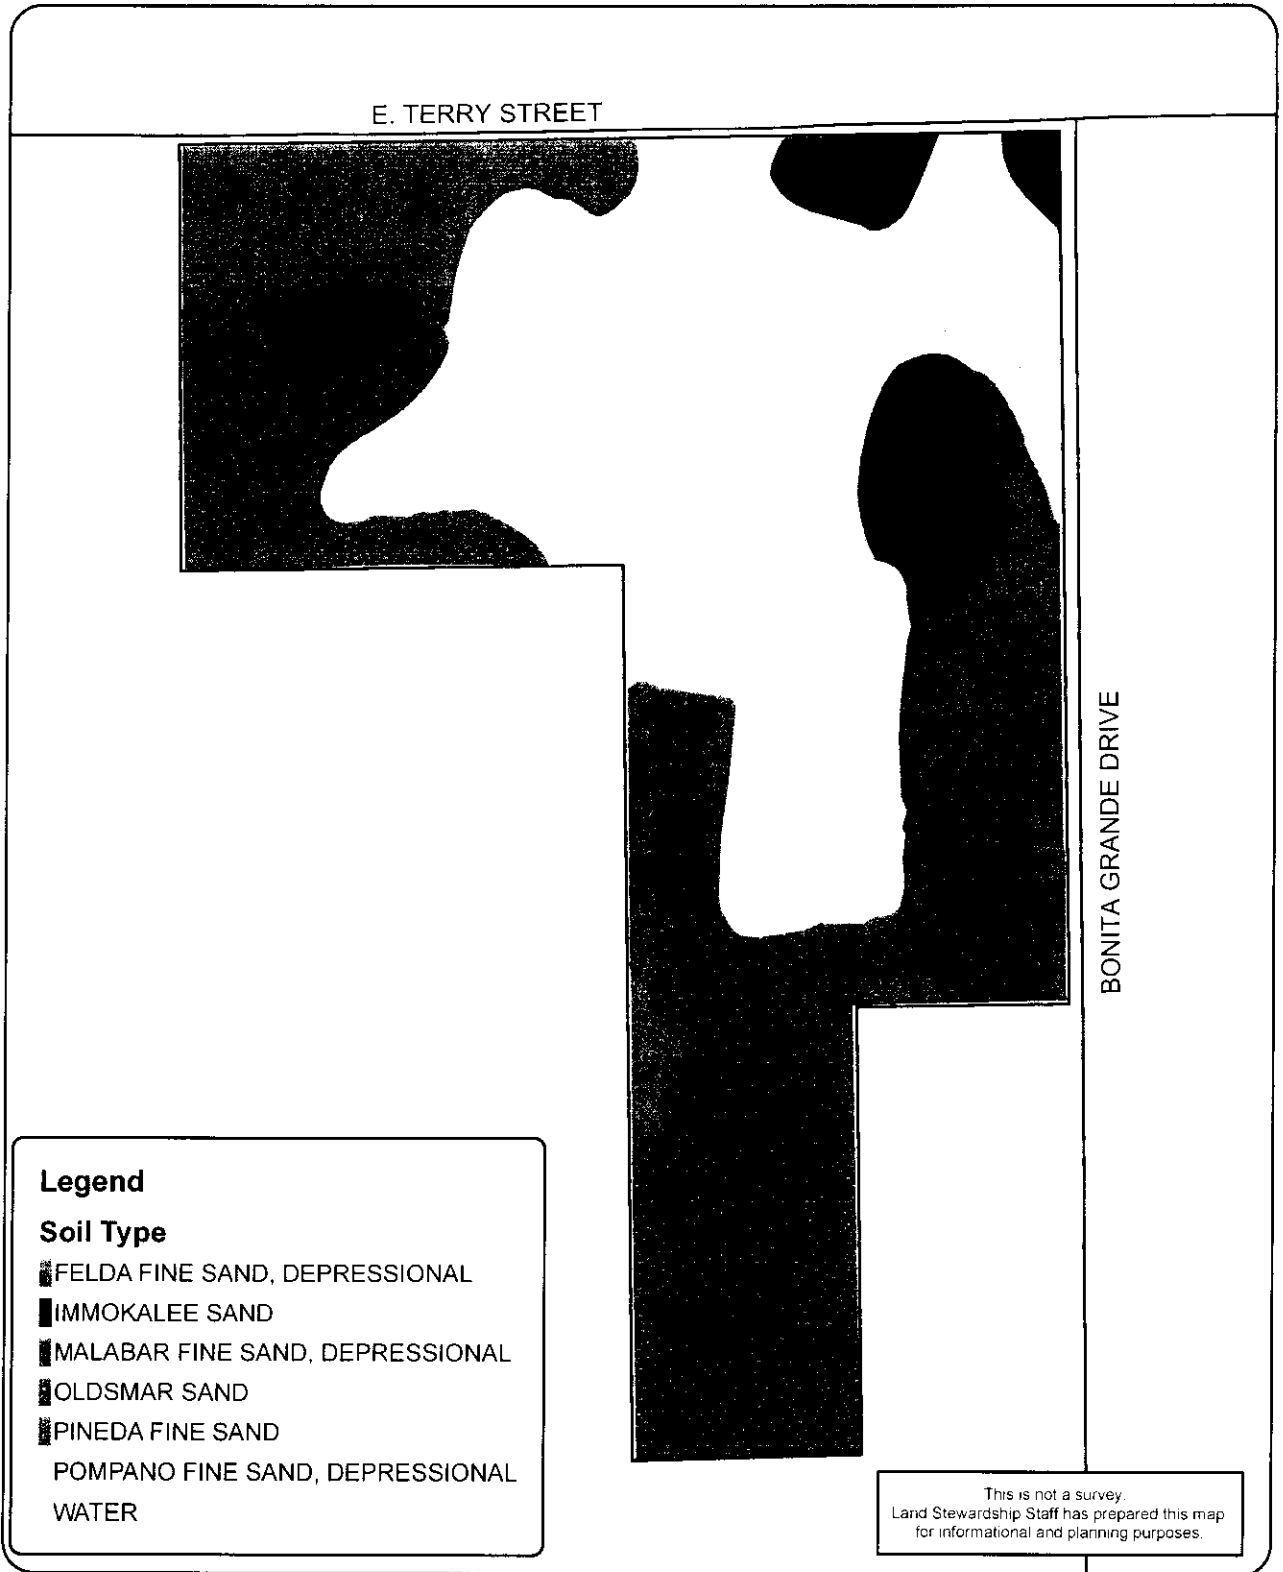 E. TERRY STREET
BONITA GRANDE DRIVE
Legend
Soil Type
FELDA FINE SAND, DEPRESSIONAL
IMMOKALEE SAND
MALABAR FINE SAND, DEPRESSIONAL
OLDSMAR SAND
PINEDA FINE SAND
POMPANO FINE SAND, DEPRESSIONAL
WATER
This is not a survey.
Land Stewardship Staff has prepared this map
for informational and planning purposes.